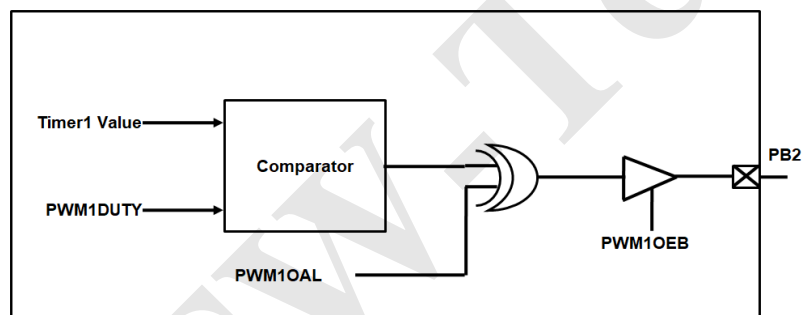 Timer1 Value
Comparator
PB2
PWM1DUTY
PWM1OEB
PWM1OAL